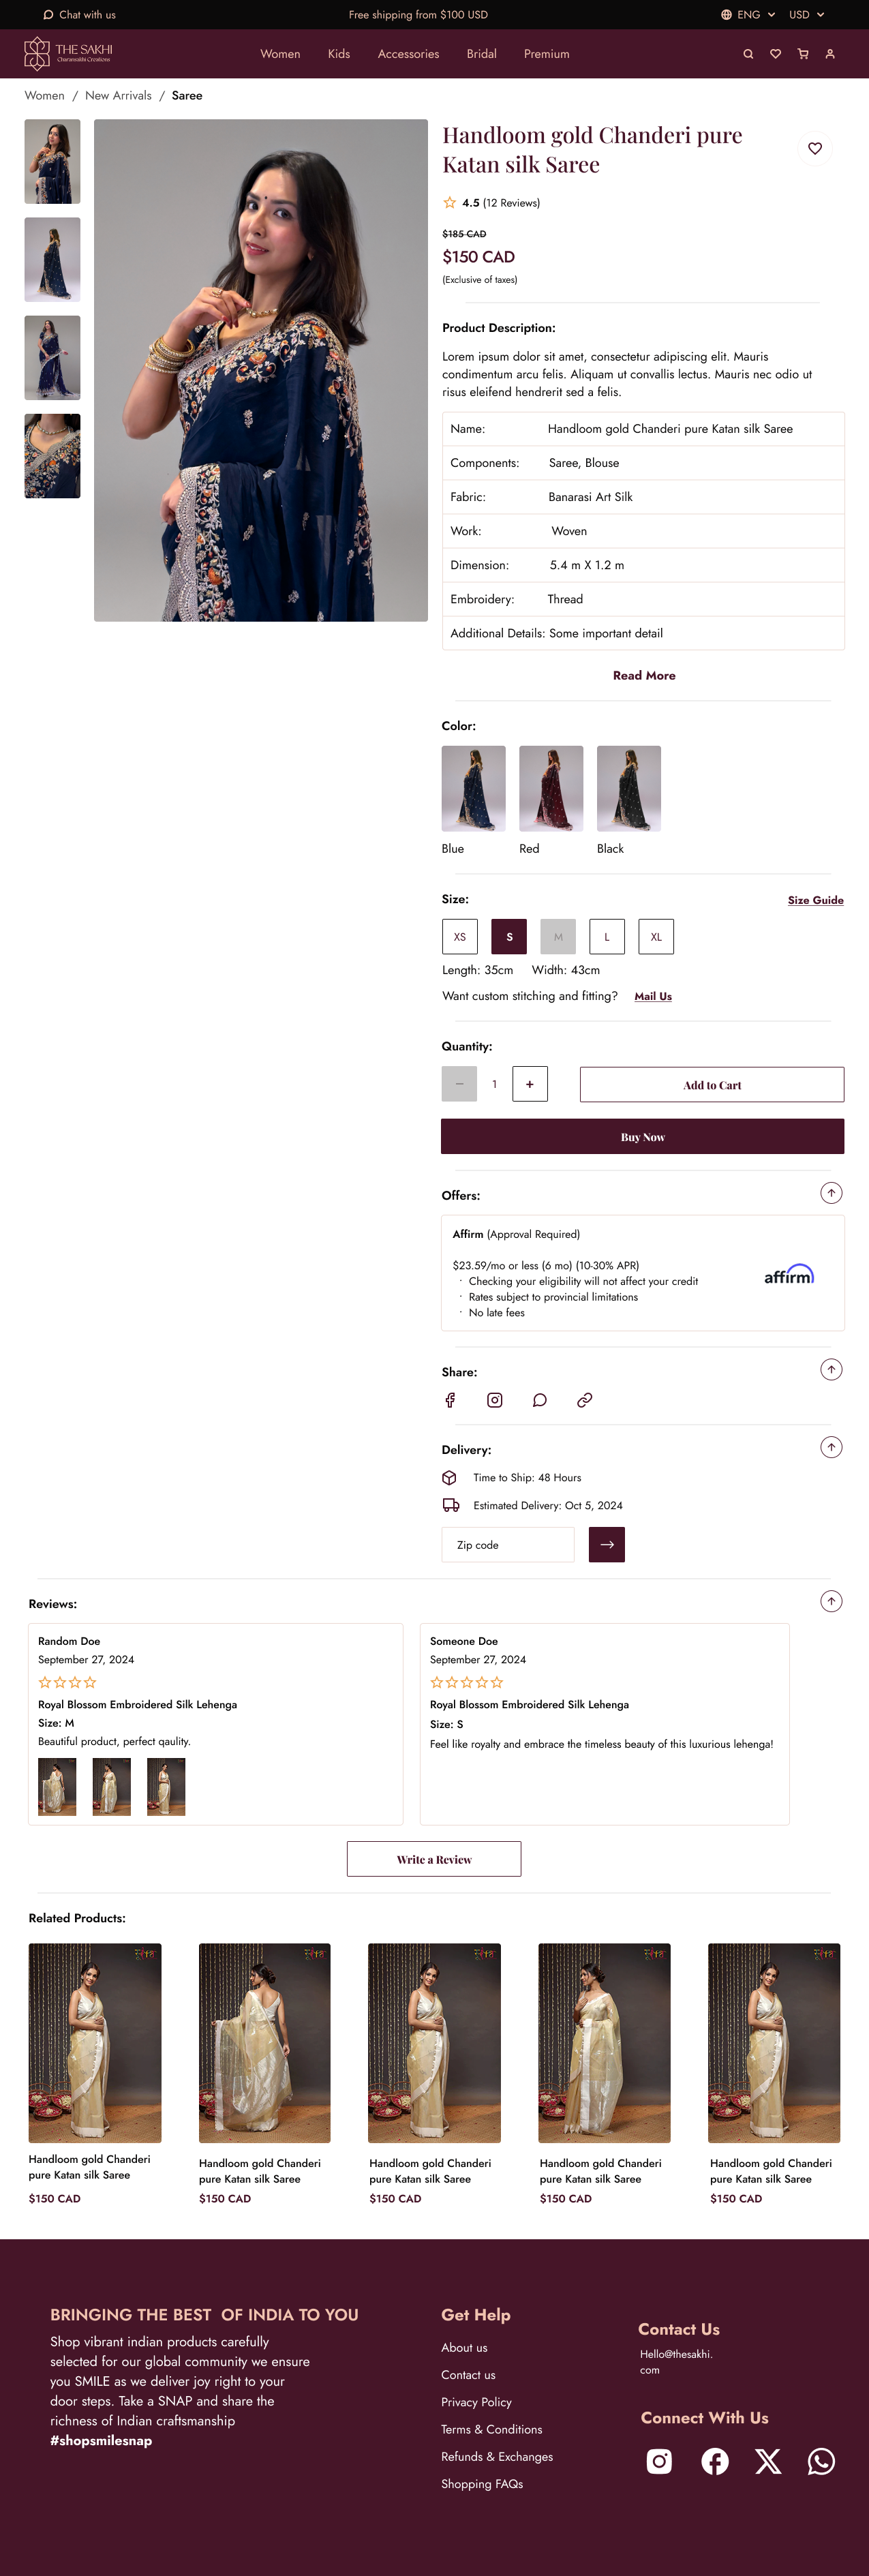 Chat with us
Free shipping from $100 USD
ENG
USD
THE SAKHI
Charansakhi Creations
Women
Kids
Accessories
Bridal
Premium
Women / New Arrivals / Saree
Handloom gold Chanderi pure
Katan silk Saree
4.5 (12 Reviews)
$185 CAD
$150 CAD
(Exclusive of taxes)
Product Description:
Lorem ipsum dolor sit amet, consectetur adipiscing elit. Mauris
condimentum arcu felis. Aliquam ut convallis lectus. Mauris nec odio ut
risus eleifend hendrerit sed a felis.
Name: Handloom gold Chanderi pure Katan silk Saree
Components: Saree, Blouse
Fabric: Banarasi Art Silk
Work: Woven
Dimension: 5.4 m X 1.2 m
Embroidery: Thread
Additional Details: Some important detail
Read More
Color:
Blue
Red
Black
Size:
Size Guide
XS
S
M
L
XL
Length: 35cm Width: 43cm
Want custom stitching and fitting? Mail Us
Quantity:
− 1 +
Add to Cart
Buy Now
Offers:
Affirm (Approval Required)
$23.59/mo or less (6 mo) (10-30% APR)
· Checking your eligibility will not affect your credit
· Rates subject to provincial limitations
· No late fees
affirm
Share:
Delivery:
Time to Ship: 48 Hours
Estimated Delivery: Oct 5, 2024
Zip code
Reviews:
Random Doe
September 27, 2024
Royal Blossom Embroidered Silk Lehenga
Size: M
Beautiful product, perfect qaulity.
Someone Doe
September 27, 2024
Royal Blossom Embroidered Silk Lehenga
Size: S
Feel like royalty and embrace the timeless beauty of this luxurious lehenga!
Write a Review
Related Products:
Handloom gold Chanderi
pure Katan silk Saree
$150 CAD
Handloom gold Chanderi
pure Katan silk Saree
$150 CAD
Handloom gold Chanderi
pure Katan silk Saree
$150 CAD
Handloom gold Chanderi
pure Katan silk Saree
$150 CAD
Handloom gold Chanderi
pure Katan silk Saree
$150 CAD
BRINGING THE BEST OF INDIA TO YOU
Shop vibrant indian products carefully
selected for our global community we ensure
you SMILE as we deliver joy right to your
door steps. Take a SNAP and share the
richness of Indian craftsmanship
#shopsmilesnap
Get Help
About us
Contact us
Privacy Policy
Terms & Conditions
Refunds & Exchanges
Shopping FAQs
Contact Us
Hello@thesakhi.
com
Connect With Us